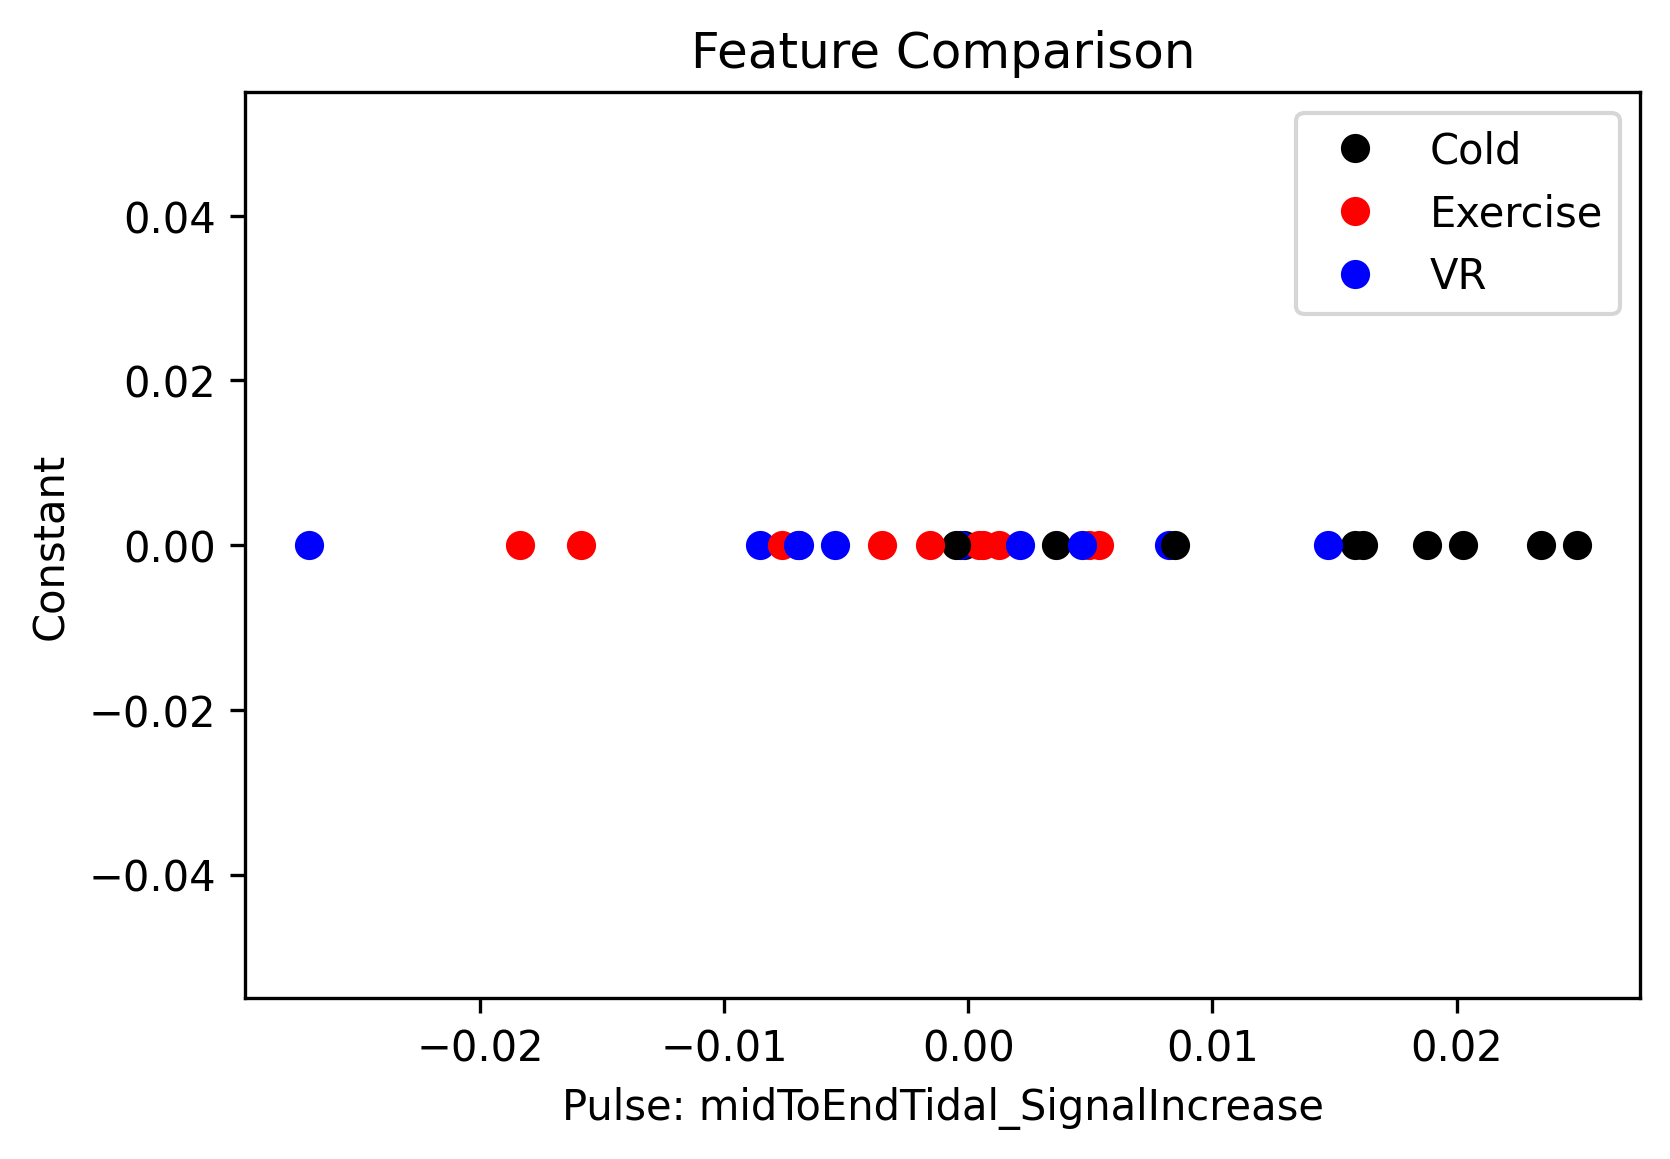 Feature Comparison
Cold
Exercise
VR
0.04
0.02
0.00
−0.02
−0.04
Constant
−0.02
−0.01
0.00
0.01
0.02
Pulse: midToEndTidal_SignalIncrease